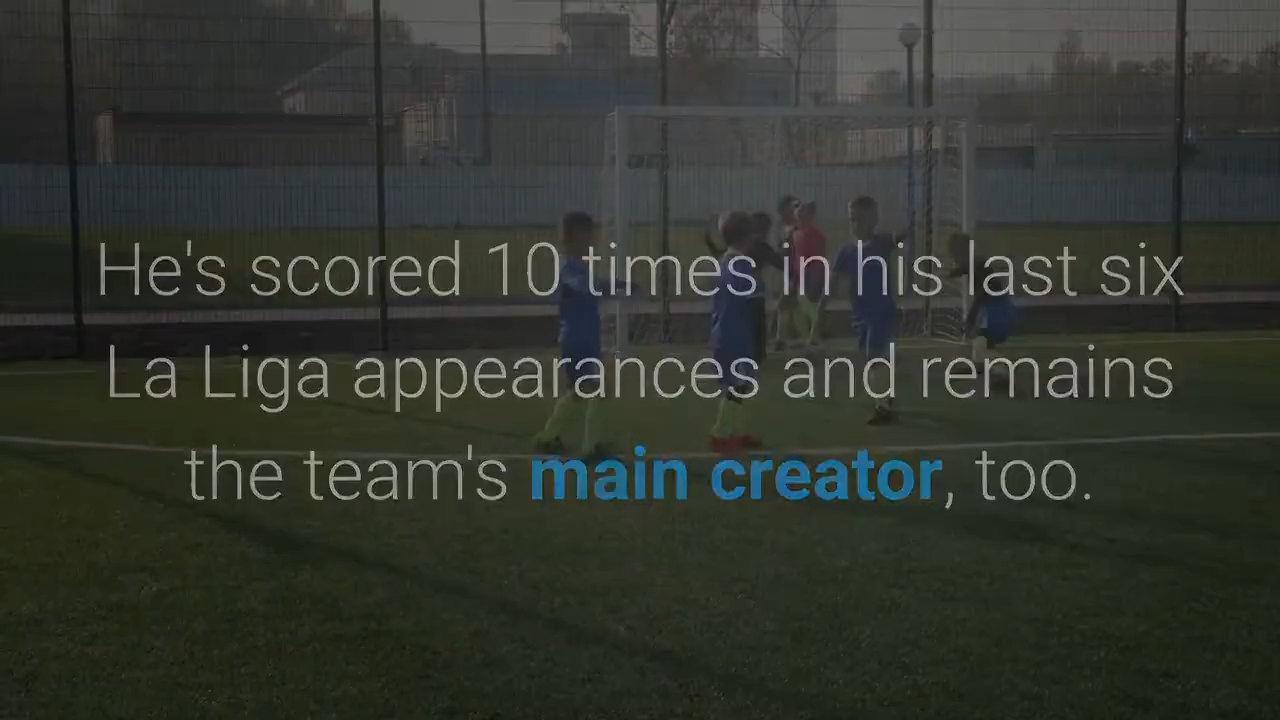 He's scored 10 times in his last six
La Liga appearances and remains
the team's main creator, too.